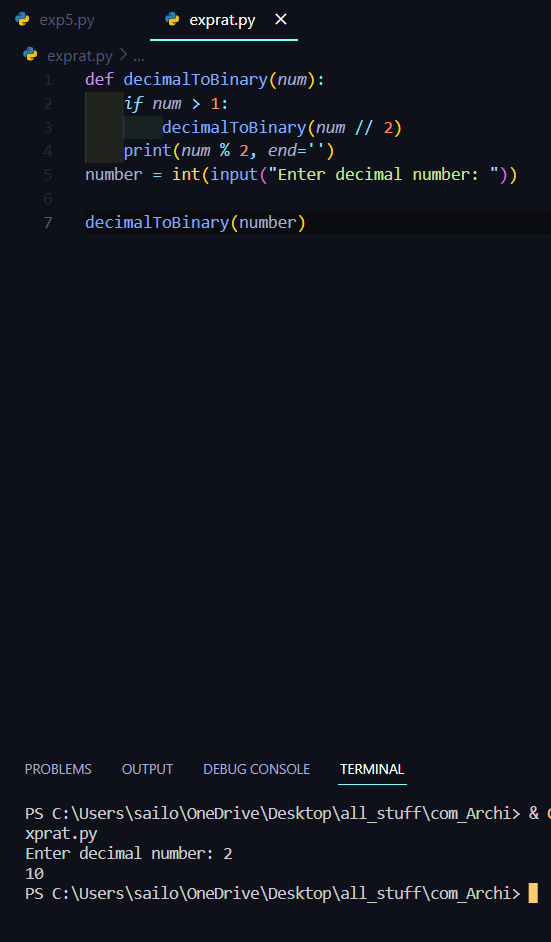 exp5.py exprat.py ×
exprat.py > ...
1 def decimalToBinary(num):
2     if num > 1:
3         decimalToBinary(num // 2)
4     print(num % 2, end='')
5 number = int(input("Enter decimal number: "))
6
7 decimalToBinary(number)
PROBLEMS OUTPUT DEBUG CONSOLE TERMINAL
PS C:\Users\sailo\OneDrive\Desktop\all_stuff\com_Archi> &
xprat.py
Enter decimal number: 2
10
PS C:\Users\sailo\OneDrive\Desktop\all_stuff\com_Archi>